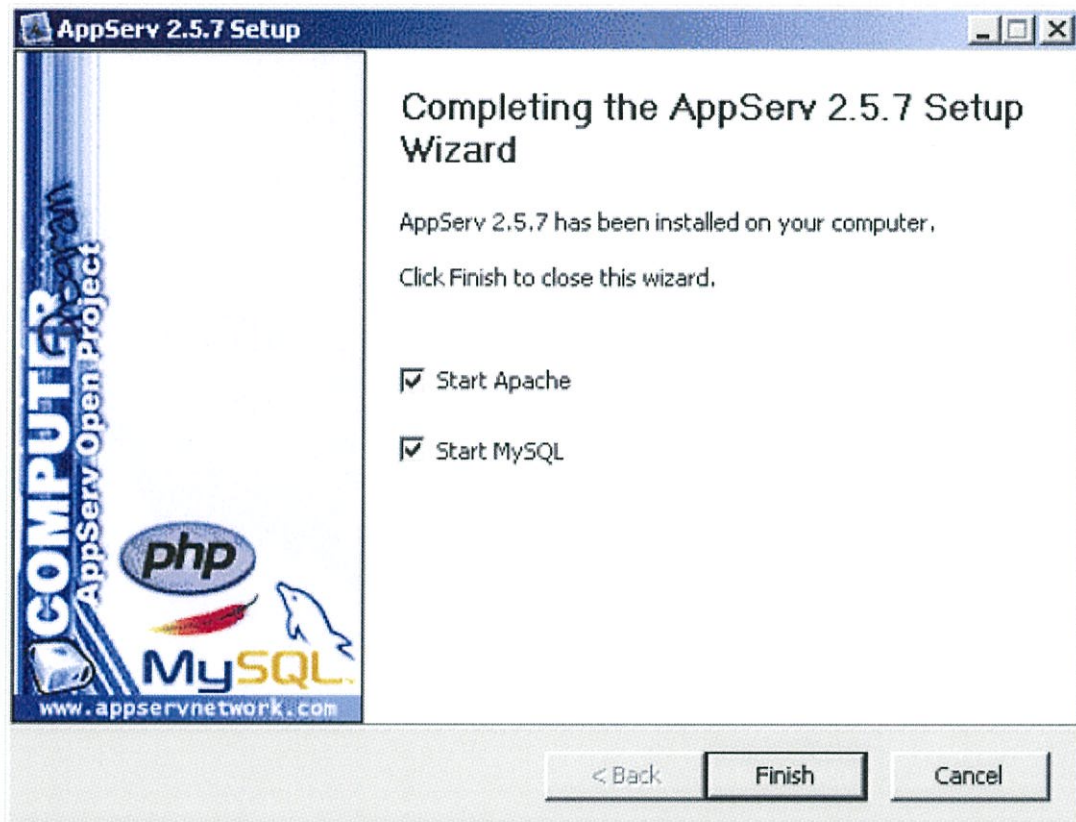 AppServ 2.5.7 Setup
Completing the AppServ 2.5.7 Setup
Wizard
AppServ 2.5.7 has been installed on your computer.
Click Finish to close this wizard.
Start Apache
Start MySQL
COMPUTER
AppServ Open Project
php
MySQL
www.appservnetwork.com
< Back
Finish
Cancel